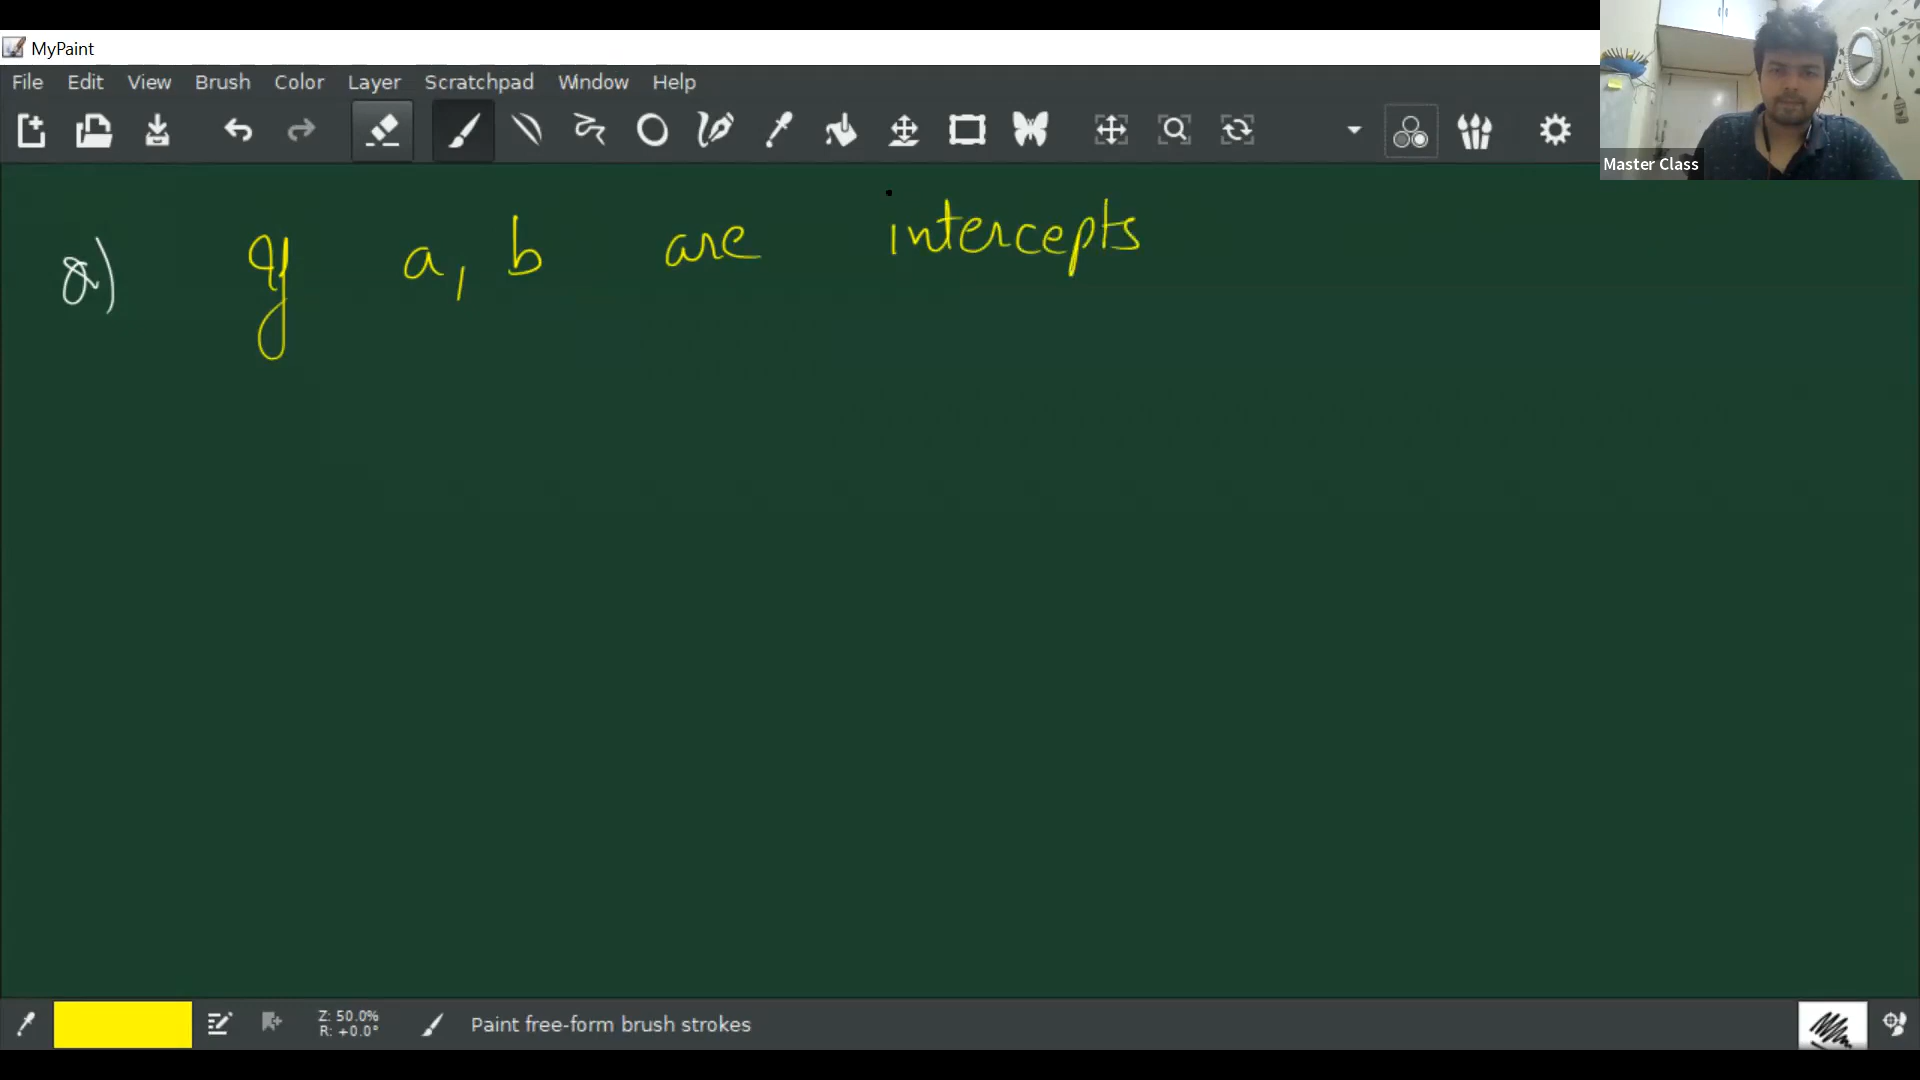 MyPaint
File Edit View Brush Color Layer Scratchpad Window Help
Master Class
Q) If a, b are intercepts
Z: 50.0%
R: +0.0°
Paint free-form brush strokes